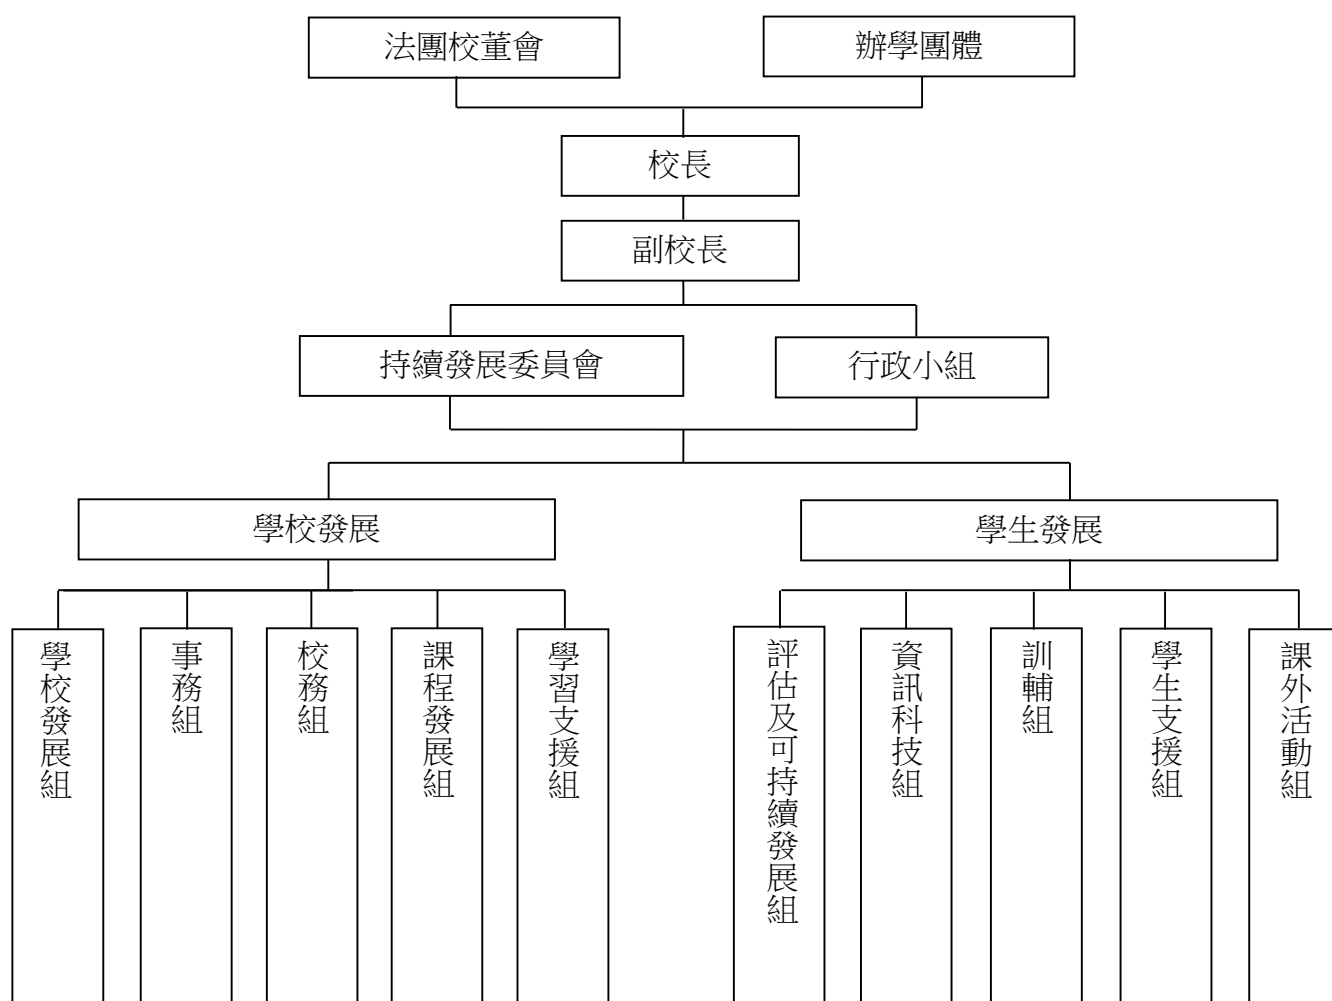 法團校董會
辦學團體
校長
副校長
持續發展委員會
行政小組
學校發展
學生發展
學校發展組
事務組
校務組
課程發展組
學習支援組
評估及可持續發展組
資訊科技組
訓輔組
學生支援組
課外活動組